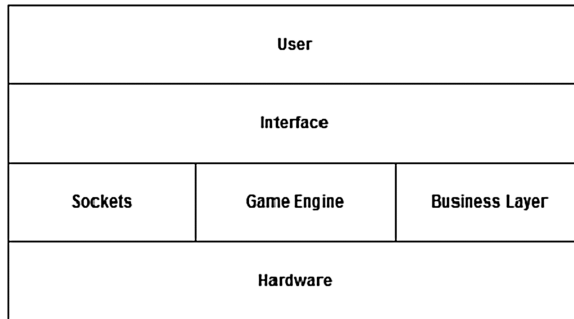 User
Interface
Sockets
Game Engine
Business Layer
Hardware